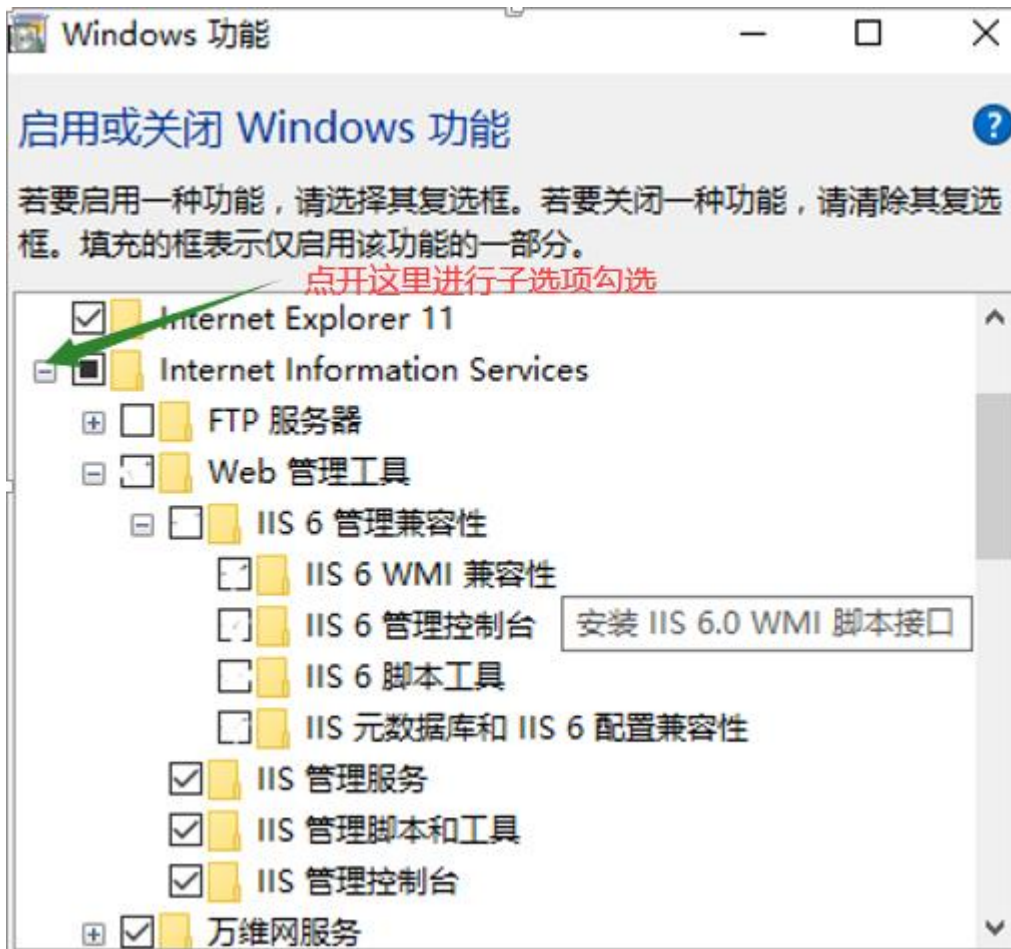 Windows 功能
启用或关闭 Windows 功能
若要启用一种功能，请选择其复选框。若要关闭一种功能，请清除其复选
框。填充的框表示仅启用该功能的一部分。
点开这里进行子选项勾选
Internet Explorer 11
Internet Information Services
FTP 服务器
Web 管理工具
IIS 6 管理兼容性
IIS 6 WMI 兼容性
IIS 6 管理控制台
安装 IIS 6.0 WMI 脚本接口
IIS 6 脚本工具
IIS 元数据库和 IIS 6 配置兼容性
IIS 管理服务
IIS 管理脚本和工具
IIS 管理控制台
万维网服务